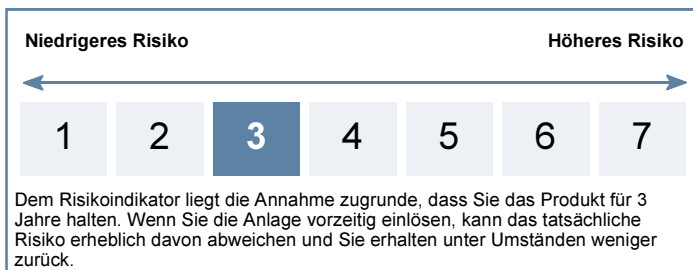 Niedrigeres Risiko Höheres Risiko
1 2 3 4 5 6 7
Dem Risikoindikator liegt die Annahme zugrunde, dass Sie das Produkt für 3
Jahre halten. Wenn Sie die Anlage vorzeitig einlösen, kann das tatsächliche
Risiko erheblich davon abweichen und Sie erhalten unter Umständen weniger
zurück.